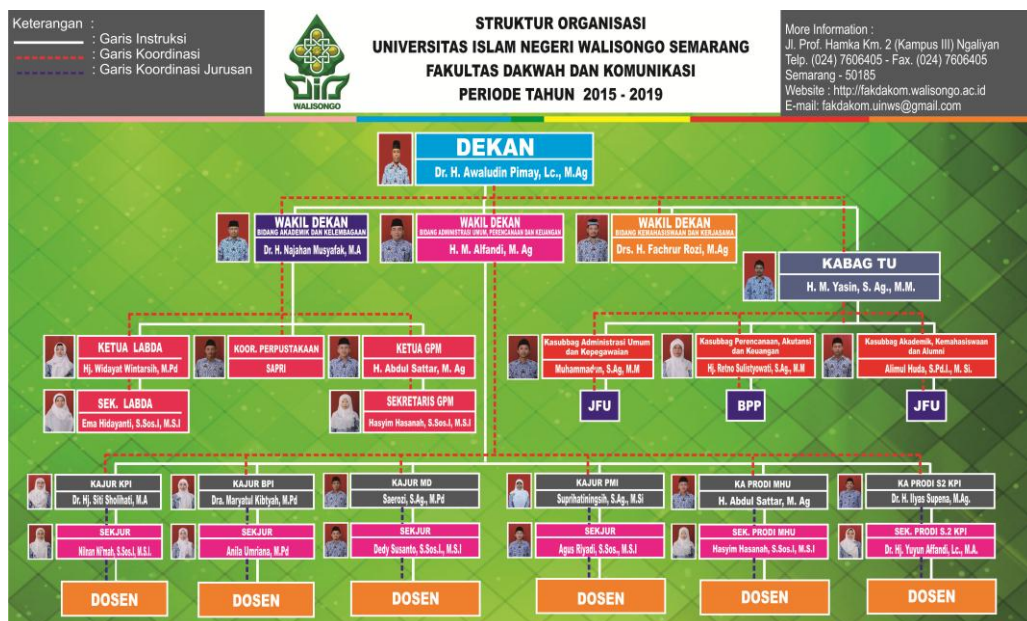 Keterangan :
: Garis Instruksi
: Garis Koordinasi
: Garis Koordinasi Jurusan
WALISONGO
STRUKTUR ORGANISASI
UNIVERSITAS ISLAM NEGERI WALISONGO SEMARANG
FAKULTAS DAKWAH DAN KOMUNIKASI
PERIODE TAHUN 2015 - 2019
More Information :
Jl. Prof. Hamka Km. 2 (Kampus III) Ngaliyan
Telp. (024) 7606405 - Fax. (024) 7606405
Semarang - 50185
Website : http://fakdakom.walisongo.ac.id
E-mail: fakdakom.uinws@gmail.com
DEKAN
Dr. H. Awaludin Pimay, Lc., M.Ag
WAKIL DEKAN
BIDANG AKADEMIK DAN KELEMBAGAAN
Dr. H. Najahan Musyafak, M.A
WAKIL DEKAN
BIDANG ADMINISTRASI UMUM, PERENCANAAN DAN KEUANGAN
H. M. Alfandi, M. Ag
WAKIL DEKAN
BIDANG KEMAHASISWAAN DAN KERJASAMA
Drs. H. Fachrur Rozi, M.Ag
KABAG TU
H. M. Yasin, S. Ag., M.M.
KETUA LABDA
Hj. Widayat Wintarsih, M.Pd
KOOR. PERPUSTAKAAN
SAPRI
KETUA GPM
H. Abdul Sattar, M. Ag
Kasubbag Administrasi Umum
dan Kepegawaian
Muhammadun, S.Ag, M.M
Kasubbag Perencanaan, Akutansi
dan Keuangan
Hj. Retno Sulistyowati, S.Ag., M.M
Kasubbag Akademik, Kemahasiswaan
dan Alumni
Alimul Huda, S.Pd.I., M. Si.
SEK. LABDA
Ema Hidayanti, S.Sos.I, M.S.I
SEKRETARIS GPM
Hasyim Hasanah, S.Sos.I, M.S.I
JFU
BPP
JFU
KAJUR KPI
Dr. Hj. Siti Sholihati, M.A
KAJUR BPI
Dra. Maryatul Kibtyah, M.Pd
KAJUR MD
Saerozi, S.Ag., M.Pd
KAJUR PMI
Suprihatiningsih, S.Ag., M.Si
KA PRODI MHU
H. Abdul Sattar, M. Ag
KA PRODI S2 KPI
Dr. H. Ilyas Supena, M.Ag.
SEKJUR
Nilnan Ni'mah, S.Sos.I, M.S.I.
SEKJUR
Anila Umriana, M.Pd
SEKJUR
Dedy Susanto, S.Sos.I., M.S.I
SEKJUR
Agus Riyadi, S.Sos., M.S.I
SEK. PRODI MHU
Hasyim Hasanah, S.Sos.I, M.S.I
SEK. PRODI S.2 KPI
Dr. Hj. Yuyun Affandi, Lc., M.A.
DOSEN
DOSEN
DOSEN
DOSEN
DOSEN
DOSEN